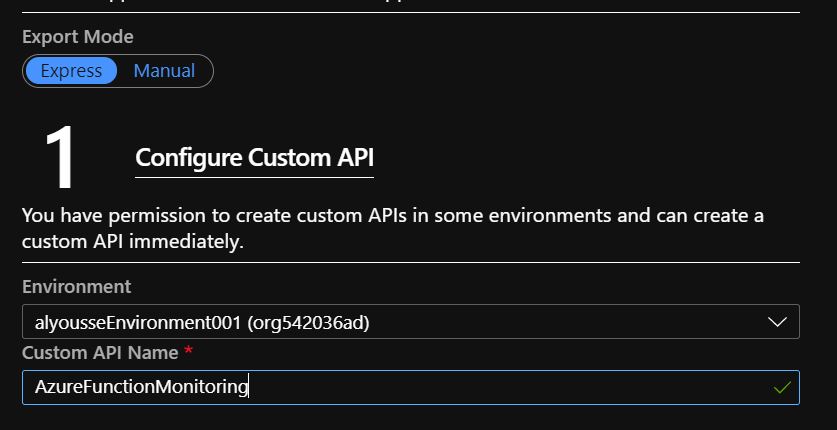 Export Mode
Express Manual
1 Configure Custom API
You have permission to create custom APIs in some environments and can create a
custom API immediately.
Environment
alyousseEnvironment001 (org542036ad)
Custom API Name *
AzureFunctionMonitoring